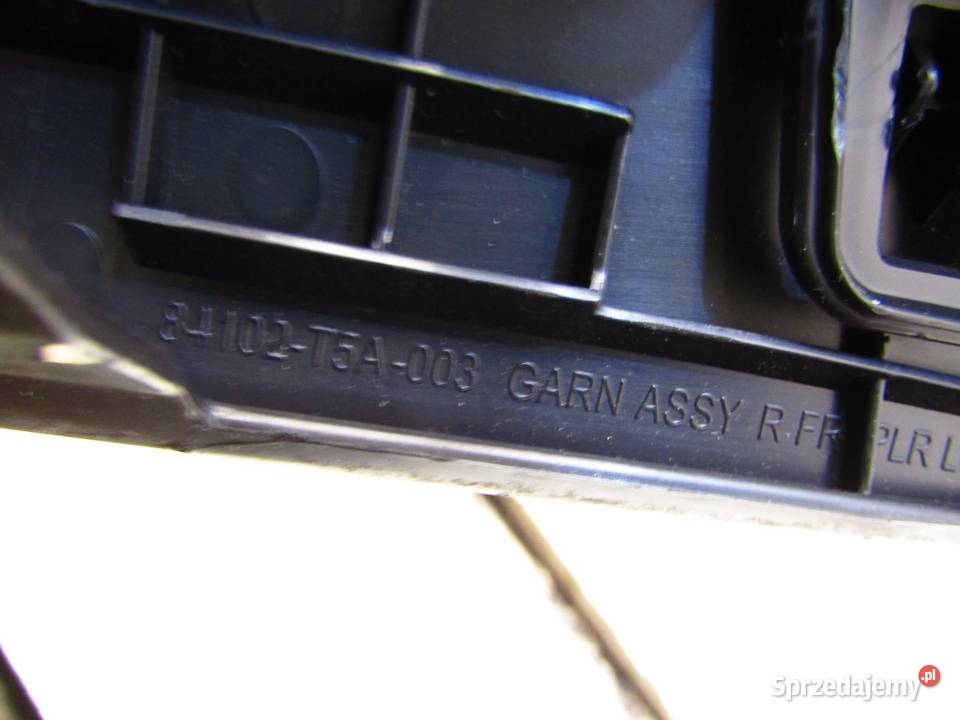 84102-T5A-003 GARN ASSY R.FR PLR
Sprzedajemy.pl